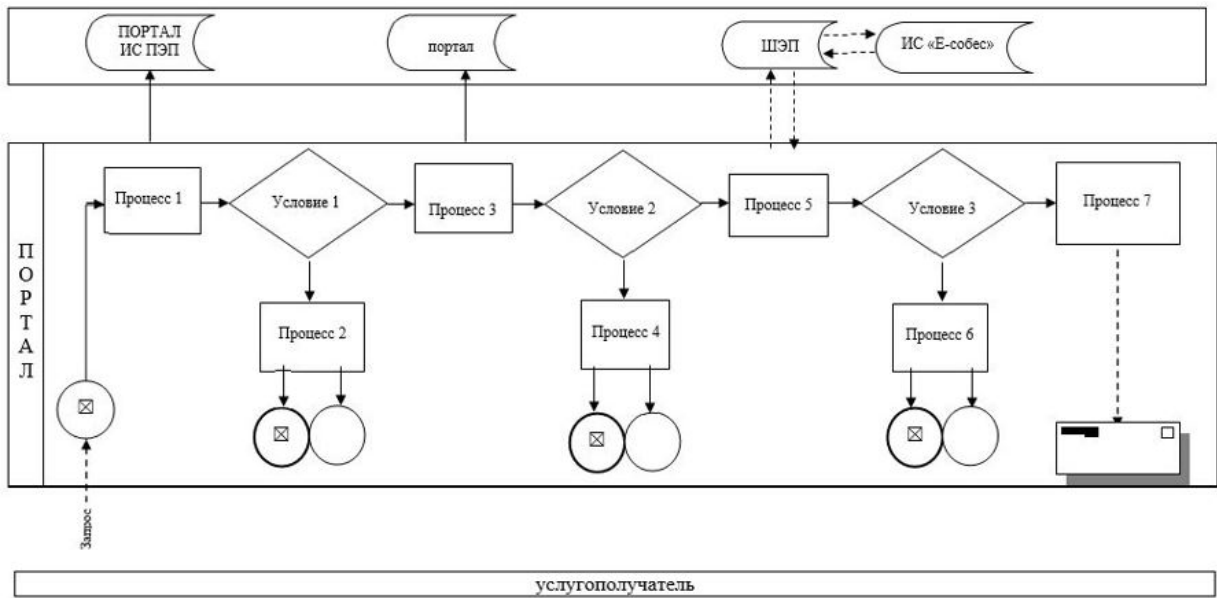 ПОРТАЛ
ИС ПЭП
портал
ШЭП
ИС «Е-собес»
ПОРТАЛ
Процесс 1
Условие 1
Процесс 3
Условие 2
Процесс 5
Условие 3
Процесс 7
Процесс 2
Процесс 4
Процесс 6
Запрос
услугополучатель